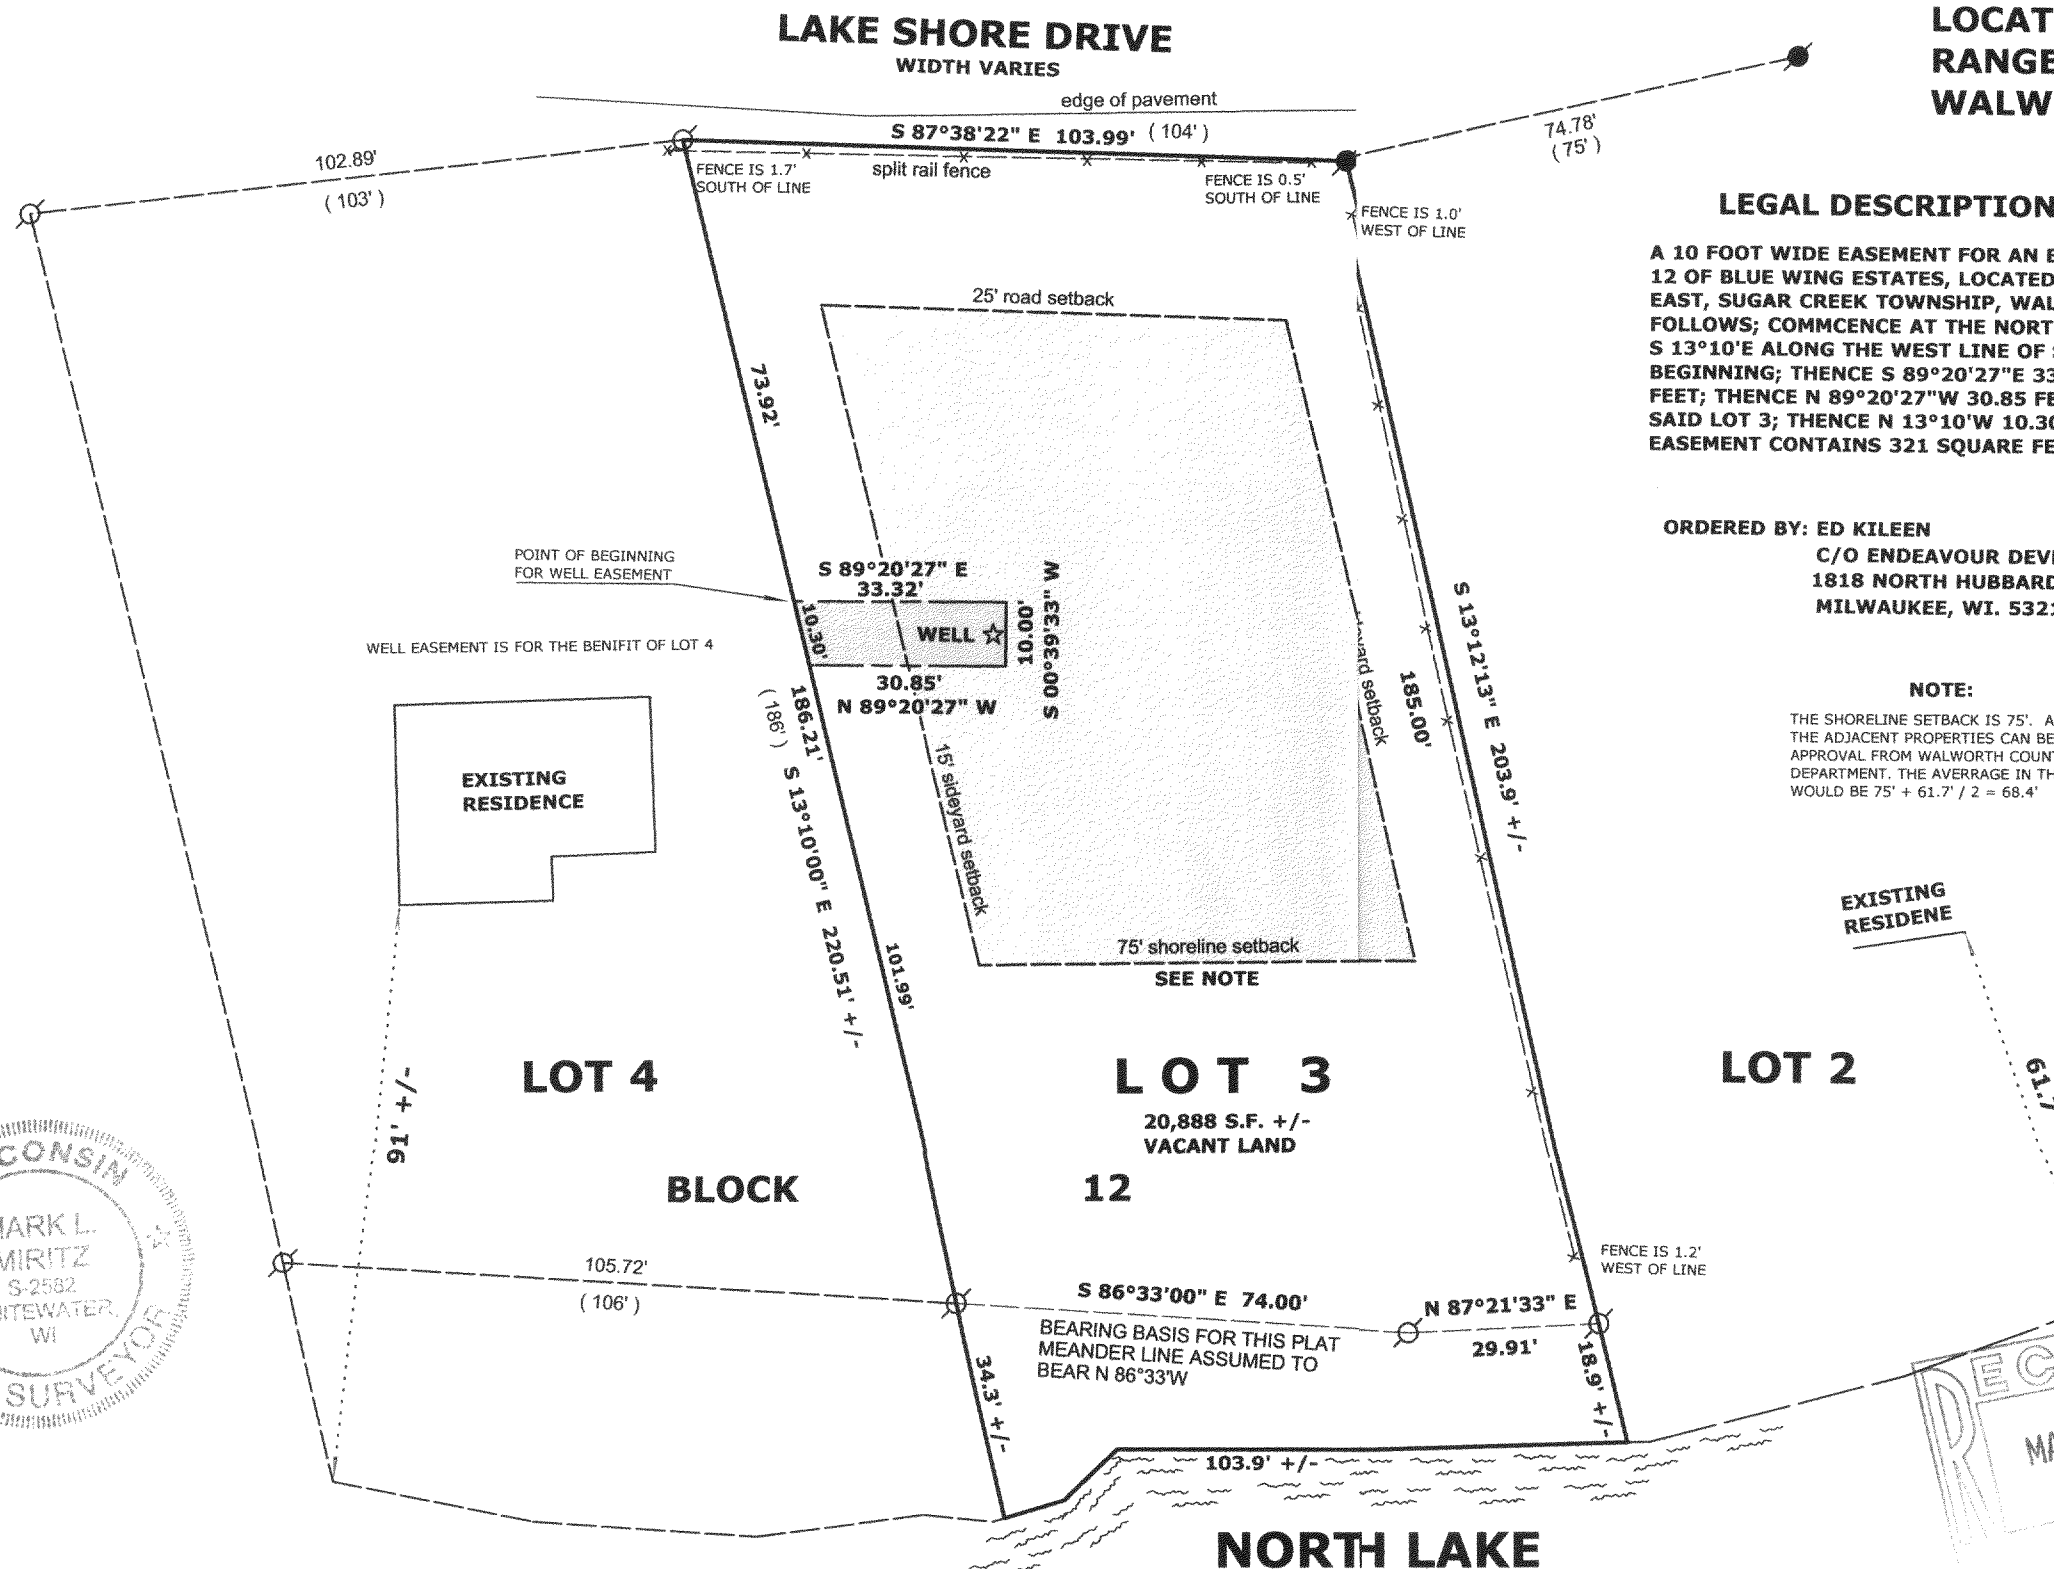 LAKE SHORE DRIVE
WIDTH VARIES
edge of pavement
S 87°38'22" E 103.99' ( 104' )
102.89'
( 103' )
74.78'
( 75' )
FENCE IS 1.7'
SOUTH OF LINE
split rail fence
FENCE IS 0.5'
SOUTH OF LINE
FENCE IS 1.0'
WEST OF LINE
LOCAT
RANGE
WALW
LEGAL DESCRIPTION
A 10 FOOT WIDE EASEMENT FOR AN E
12 OF BLUE WING ESTATES, LOCATED
EAST, SUGAR CREEK TOWNSHIP, WAL
FOLLOWS; COMMCENCE AT THE NORT
S 13°10'E ALONG THE WEST LINE OF
BEGINNING; THENCE S 89°20'27"E 33
FEET; THENCE N 89°20'27"W 30.85 FE
SAID LOT 3; THENCE N 13°10'W 10.30
EASEMENT CONTAINS 321 SQUARE FE
ORDERED BY: ED KILEEN
C/O ENDEAVOUR DEV
1818 NORTH HUBBARD
MILWAUKEE, WI. 532
NOTE:
THE SHORELINE SETBACK IS 75'. A
THE ADJACENT PROPERTIES CAN BE
APPROVAL FROM WALWORTH COUNT
DEPARTMENT. THE AVERRAGE IN TH
WOULD BE 75' + 61.7' / 2 = 68.4'
25' road setback
73.92'
POINT OF BEGINNING
FOR WELL EASEMENT
S 89°20'27" E
33.32'
10.30'
WELL
10.00'
S 00°39'33" W
WELL EASEMENT IS FOR THE BENIFIT OF LOT 4
30.85'
N 89°20'27" W
186.21'
( 186' )
S 13°10'00" E 220.51' +/-
15' sideyard setback
yard setback
185.00'
S 13°12'13" E 203.9' +/-
EXISTING
RESIDENCE
EXISTING
RESIDENE
75' shoreline setback
SEE NOTE
101.99'
91' +/-
61.7
LOT 4
LOT 3
20,888 S.F. +/-
VACANT LAND
LOT 2
BLOCK 12
CONSIN
MARK L.
MIRITZ
S-2582
ITEWATER,
WI
SURVEYOR
105.72'
( 106' )
S 86°33'00" E 74.00'
BEARING BASIS FOR THIS PLAT
MEANDER LINE ASSUMED TO
BEAR N 86°33'W
N 87°21'33" E
29.91'
FENCE IS 1.2'
WEST OF LINE
34.3' +/-
18.9' +/-
103.9' +/-
NORTH LAKE
REC
MA